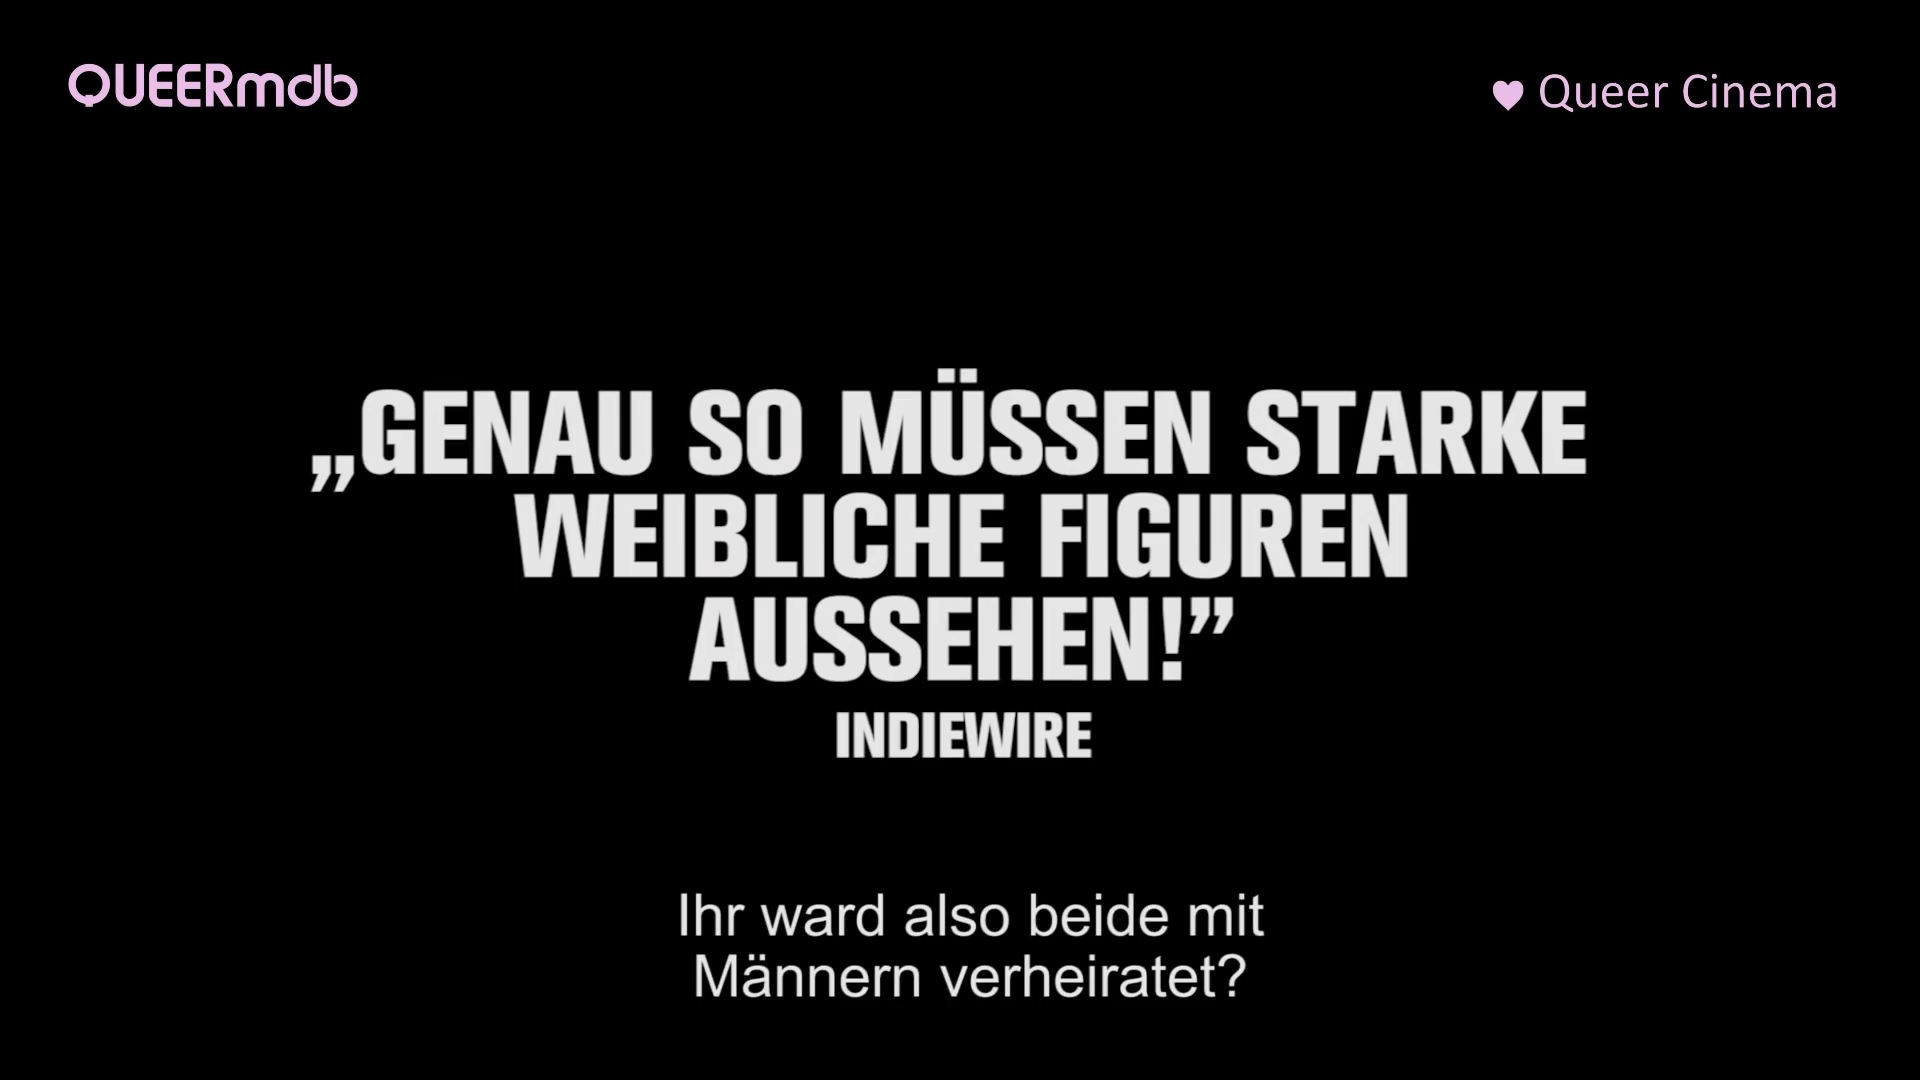 QUEERmdb
♥ Queer Cinema
„GENAU SO MÜSSEN STARKE
WEIBLICHE FIGUREN
AUSSEHEN!”
INDIEWIRE
Ihr ward also beide mit
Männern verheiratet?